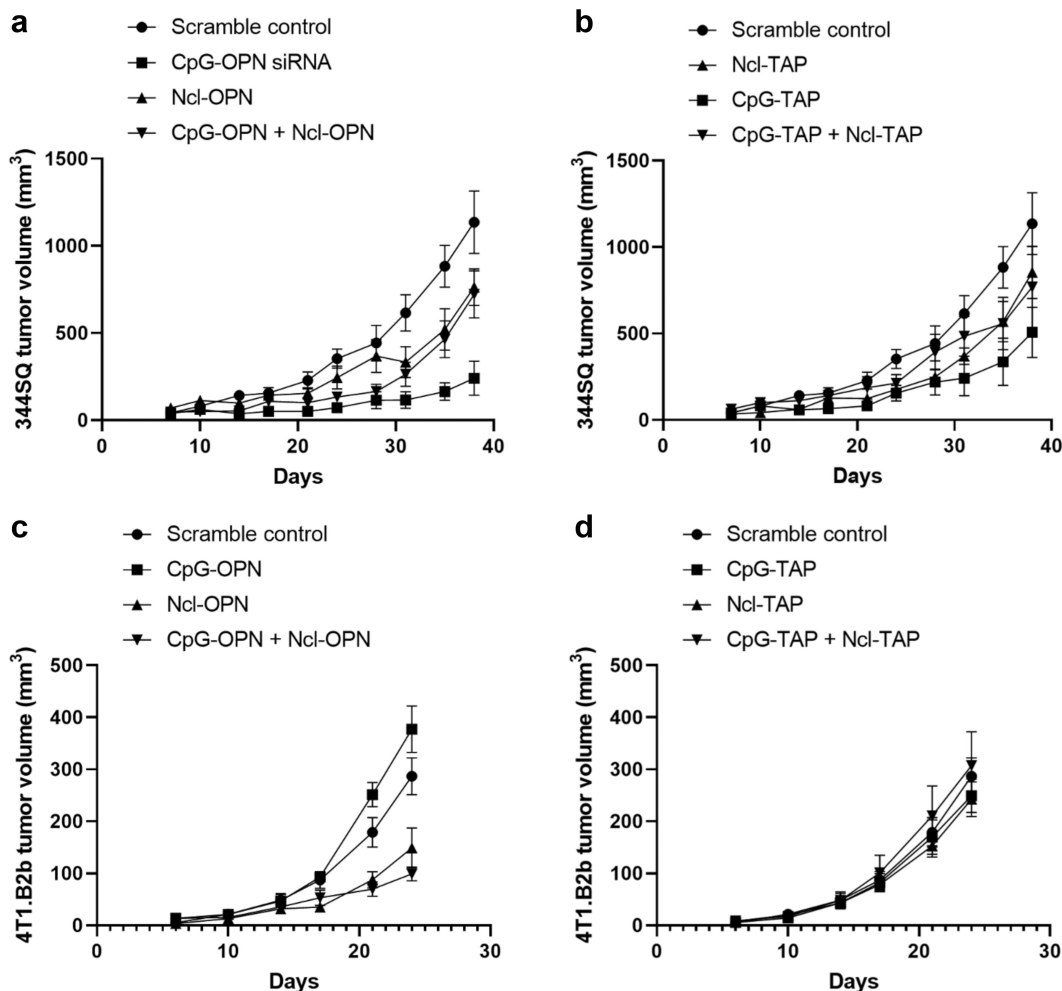 a
Scramble control
CpG-OPN siRNA
Ncl-OPN
CpG-OPN + Ncl-OPN
344SQ tumor volume (mm³)
1500
1000
500
0
0 10 20 30 40
Days
b
Scramble control
Ncl-TAP
CpG-TAP
CpG-TAP + Ncl-TAP
344SQ tumor volume (mm³)
1500
1000
500
0
0 10 20 30 40
Days
c
Scramble control
CpG-OPN
Ncl-OPN
CpG-OPN + Ncl-OPN
4T1.B2b tumor volume (mm³)
500
400
300
200
100
0
0 10 20 30
Days
d
Scramble control
CpG-TAP
Ncl-TAP
CpG-TAP + Ncl-TAP
4T1.B2b tumor volume (mm³)
500
400
300
200
100
0
0 10 20 30
Days